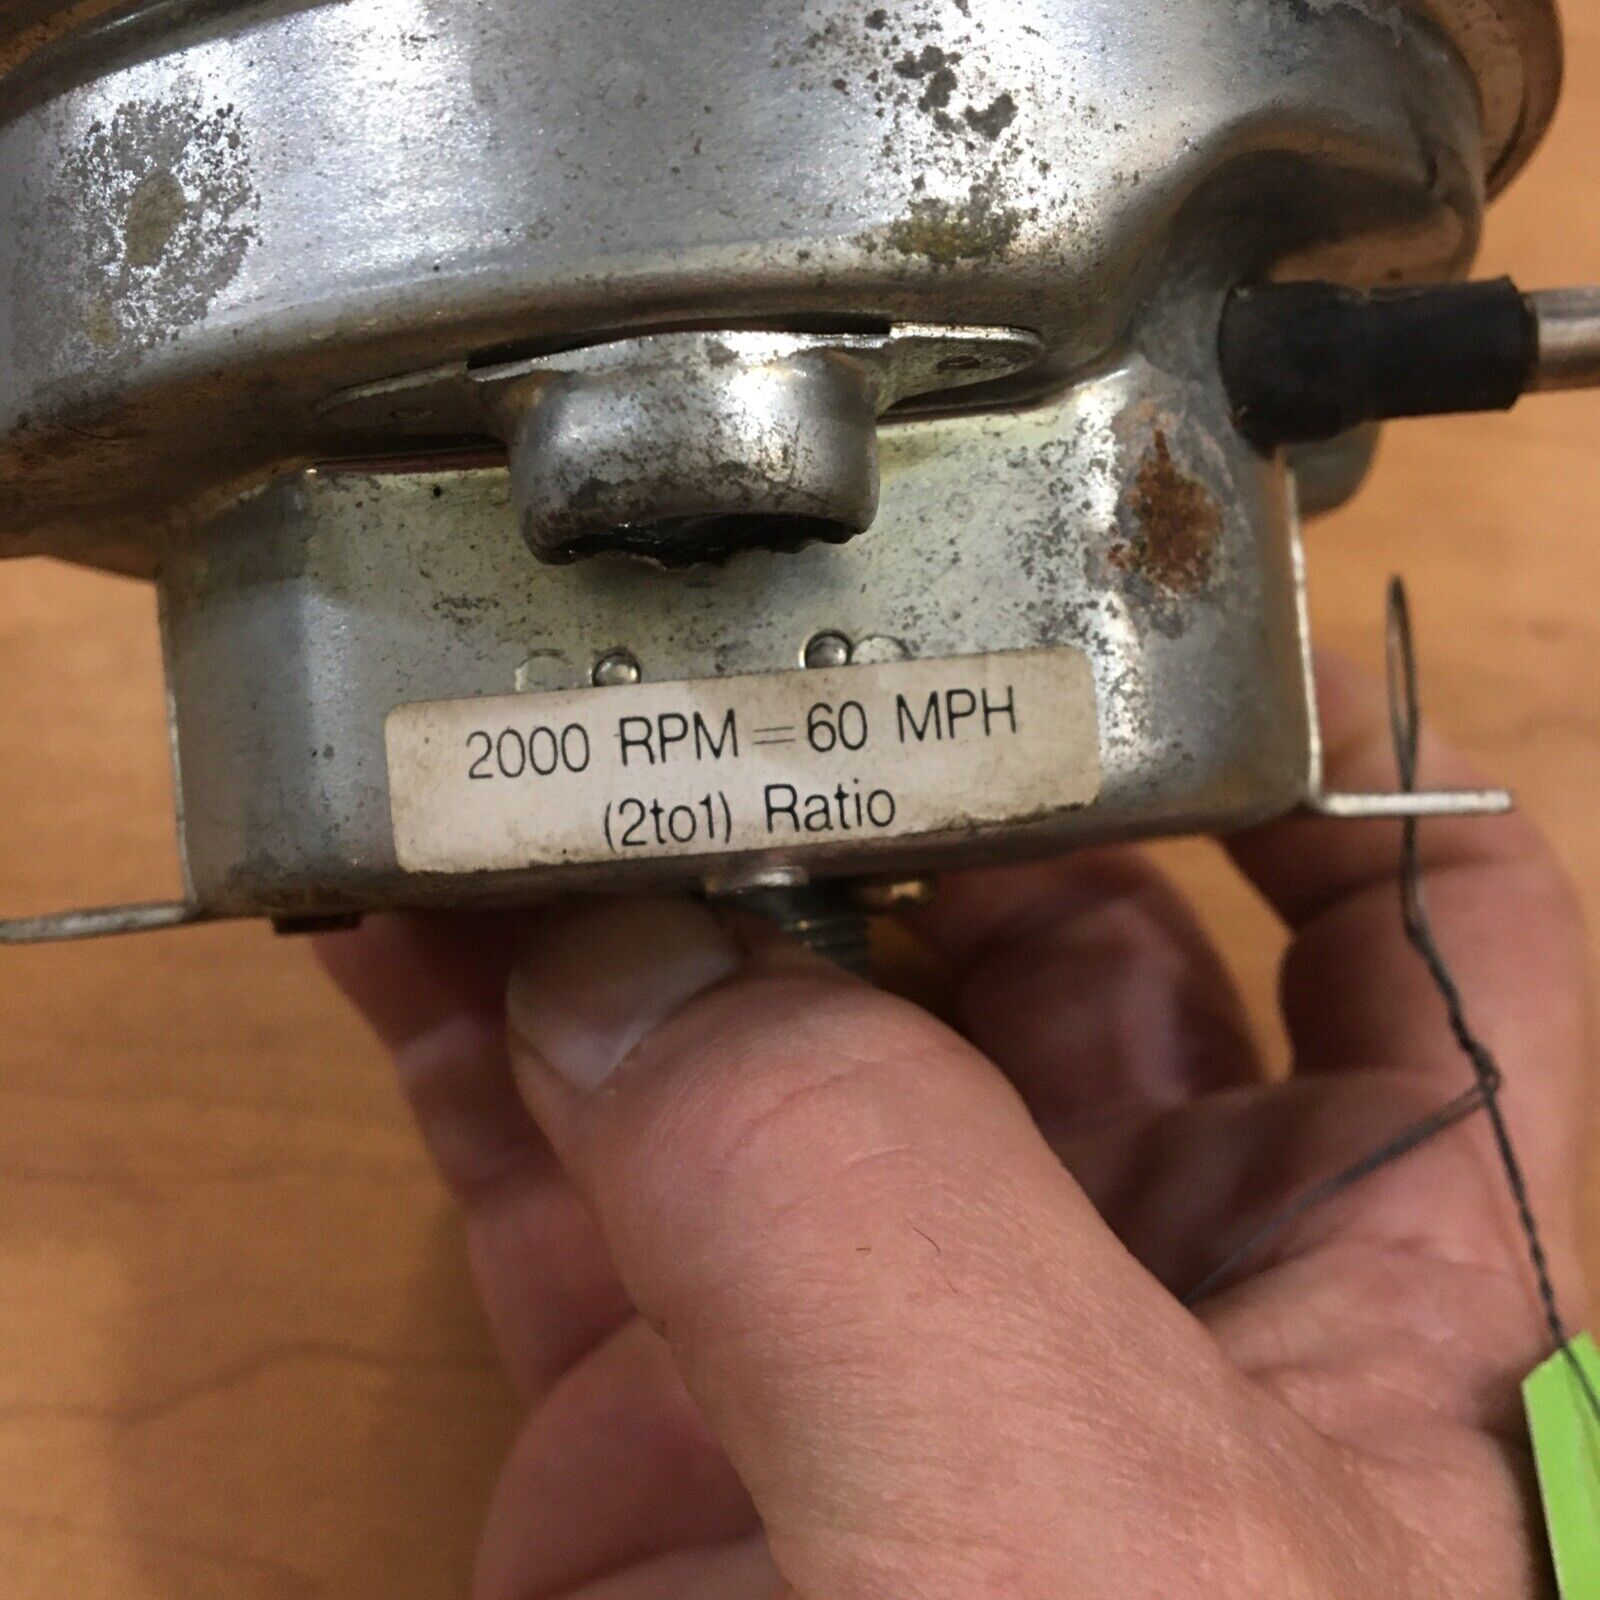 2000 RPM = 60 MPH
(2to1) Ratio